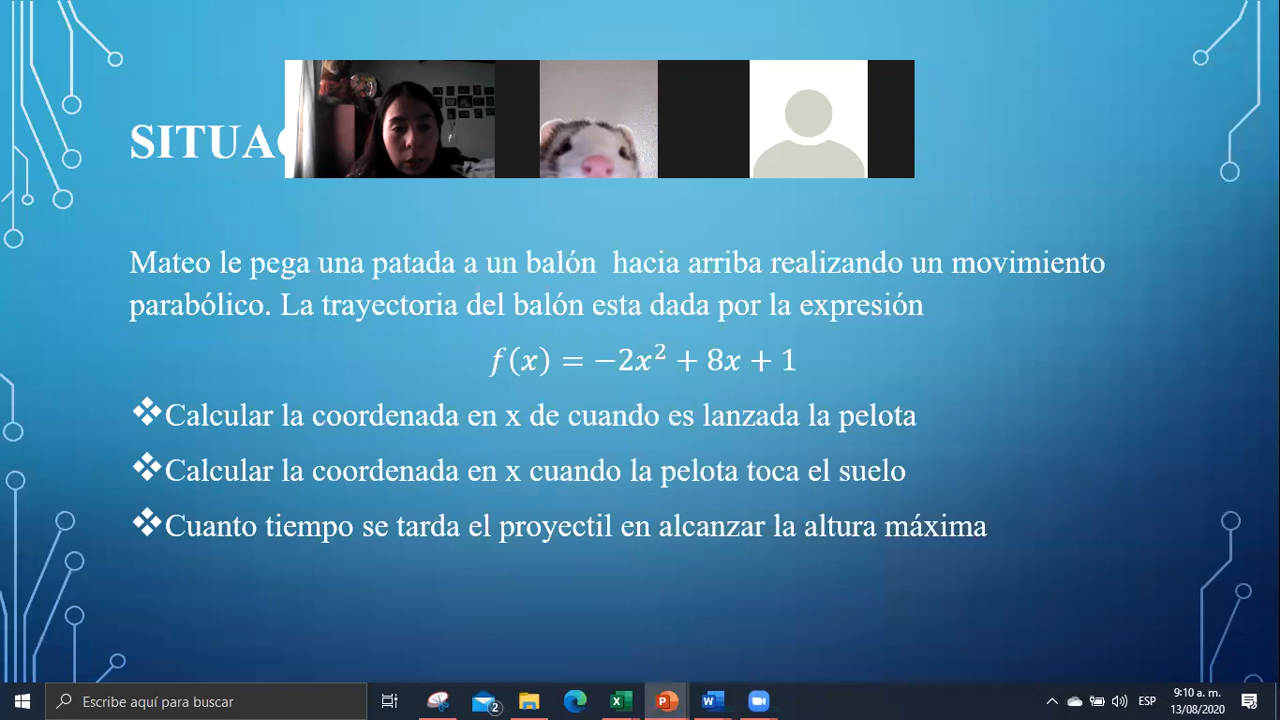 SITUA
Mateo le pega una patada a un balón hacia arriba realizando un movimiento
parabólico. La trayectoria del balón esta dada por la expresión
f(x) = −2x² + 8x + 1
❖Calcular la coordenada en x de cuando es lanzada la pelota
❖Calcular la coordenada en x cuando la pelota toca el suelo
❖Cuanto tiempo se tarda el proyectil en alcanzar la altura máxima
Escribe aquí para buscar
2
ESP
9:10 a. m.
13/08/2020